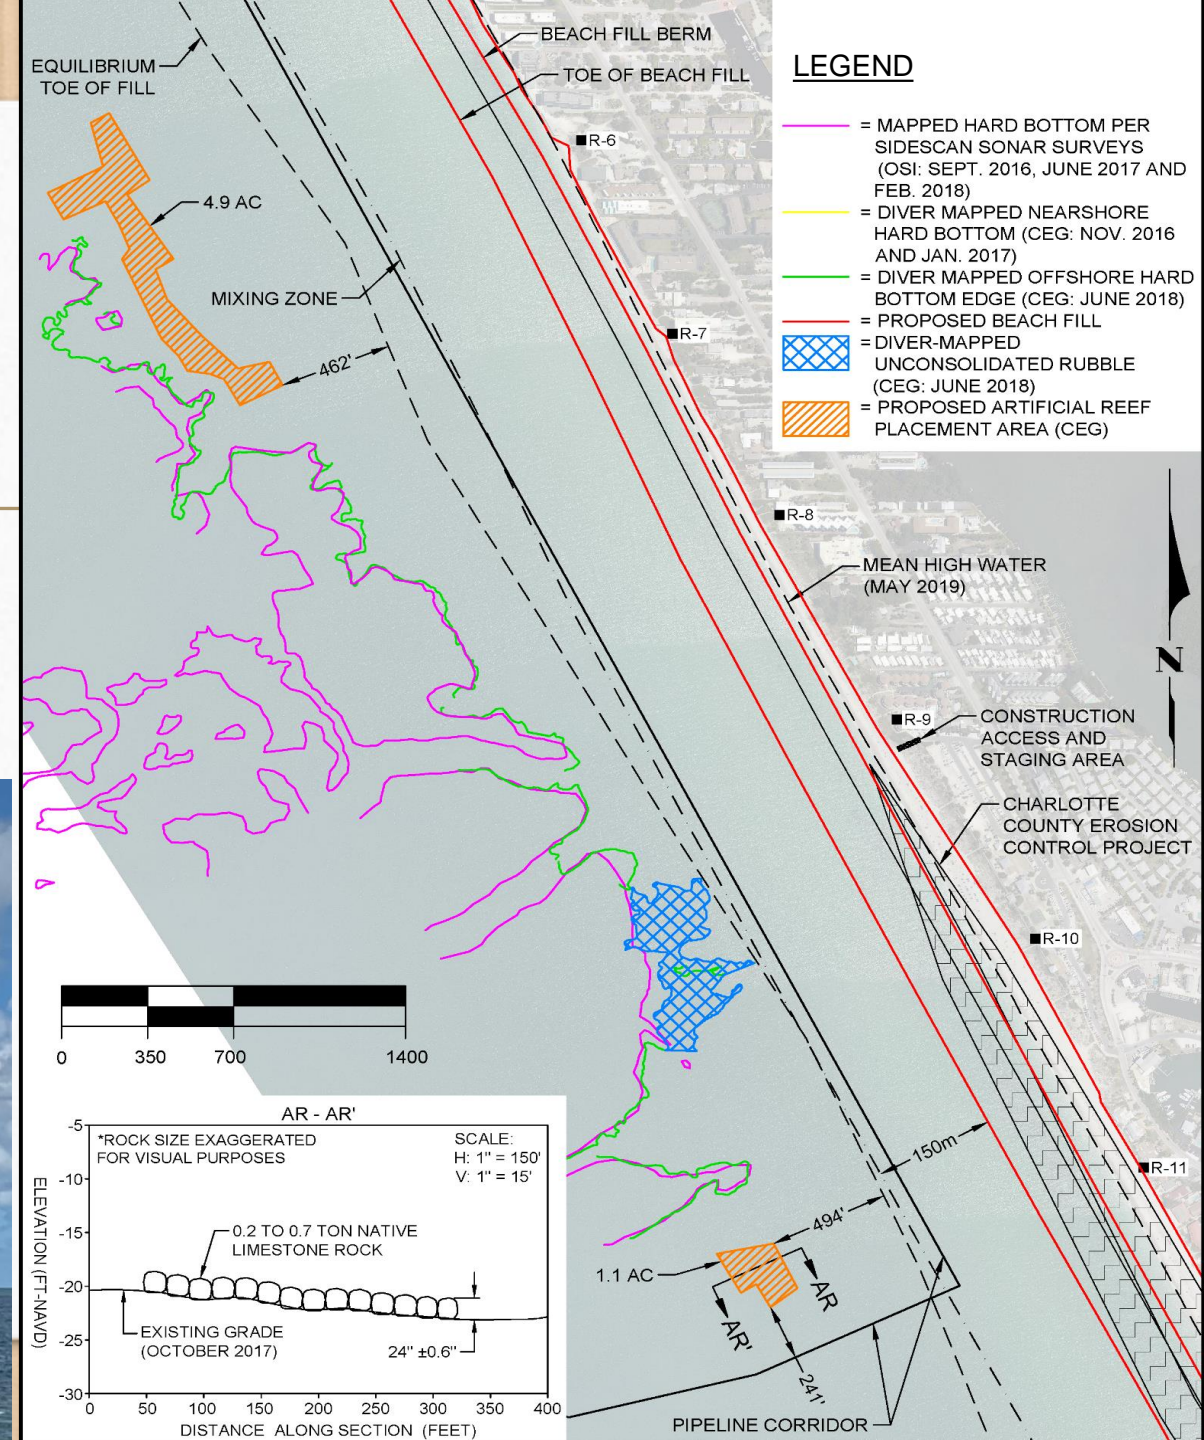 EQUILIBRIUM
TOE OF FILL
BEACH FILL BERM
TOE OF BEACH FILL
R-6
4.9 AC
MIXING ZONE
462'
R-7
LEGEND
= MAPPED HARD BOTTOM PER
SIDESCAN SONAR SURVEYS
(OSI: SEPT. 2016, JUNE 2017 AND
FEB. 2018)
= DIVER MAPPED NEARSHORE
HARD BOTTOM (CEG: NOV. 2016
AND JAN. 2017)
= DIVER MAPPED OFFSHORE HARD
BOTTOM EDGE (CEG: JUNE 2018)
= PROPOSED BEACH FILL
= DIVER-MAPPED
UNCONSOLIDATED RUBBLE
(CEG: JUNE 2018)
= PROPOSED ARTIFICIAL REEF
PLACEMENT AREA (CEG)
R-8
MEAN HIGH WATER
(MAY 2019)
N
R-9
CONSTRUCTION
ACCESS AND
STAGING AREA
CHARLOTTE
COUNTY EROSION
CONTROL PROJECT
R-10
0 350 700 1400
150m
R-11
494'
1.1 AC
AR
AR'
241'
PIPELINE CORRIDOR
AR - AR'
*ROCK SIZE EXAGGERATED
FOR VISUAL PURPOSES
SCALE:
H: 1" = 150'
V: 1" = 15'
ELEVATION (FT-NAVD)
-5
-10
-15
-20
-25
-30
0.2 TO 0.7 TON NATIVE
LIMESTONE ROCK
EXISTING GRADE
(OCTOBER 2017)
24" ±0.6"
0 50 100 150 200 250 300 350 400
DISTANCE ALONG SECTION (FEET)